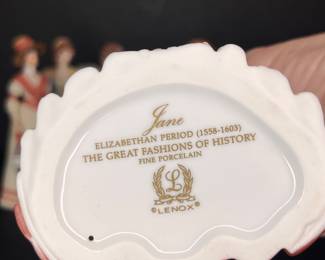 Jane
ELIZABETHAN PERIOD (1558-1603)
THE GREAT FASHIONS OF HISTORY
FINE PORCELAIN
L
©LENOX®